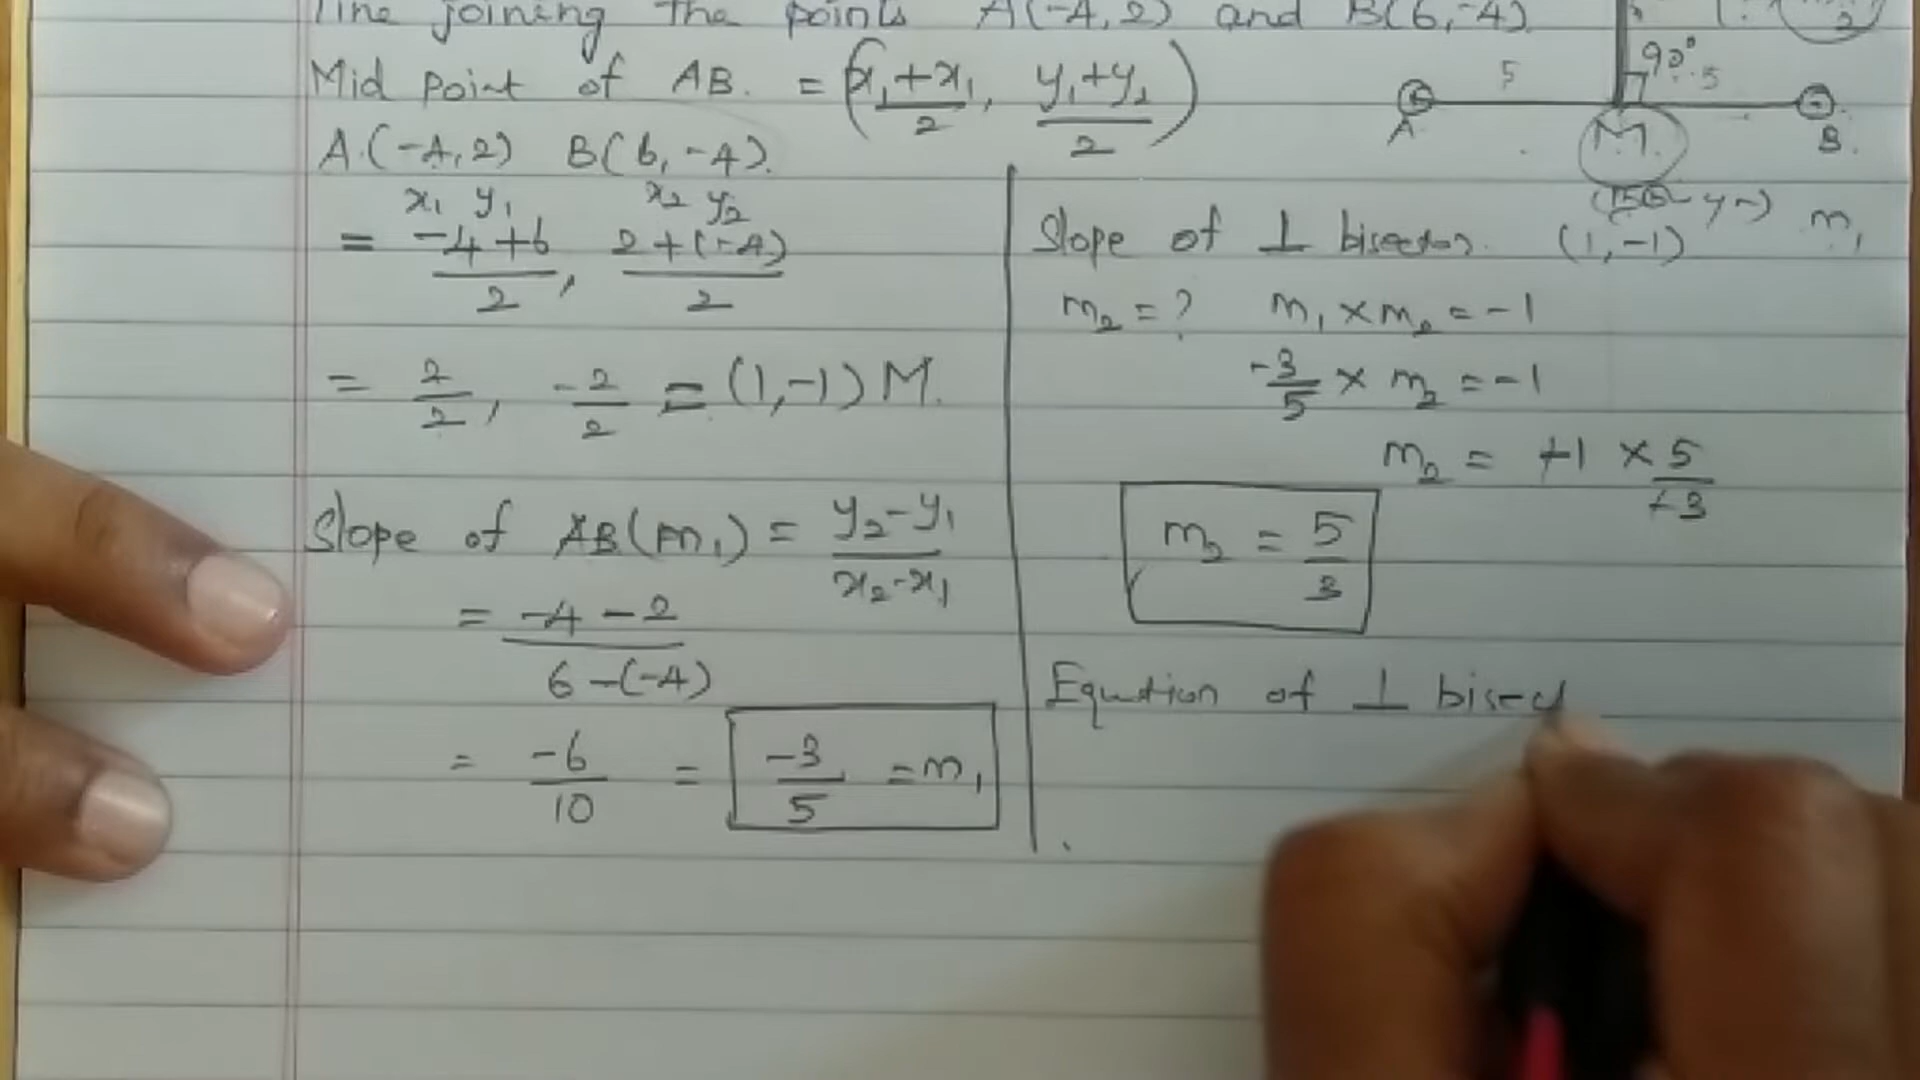 line joining the points A(-4,2) and B(6,-4).
Mid point of AB. = (x₁+x₁/2, y₁+y₂/2)
A(-4,2) B(6,-4).
x₁ y₁ x₂ y₂
= -4+6/2, 2+(-4)/2
= 2/2, -2/2 = (1,-1) M.
Slope of AB(m₁) = y₂-y₁/x₂-x₁
= -4-2/6-(-4)
= -6/10 = -3/5 = m₁
2
90°
5 5
A M. B.
Slope of ⊥ bisector. (1,-1) m₁
m₂ = ? m₁ × m₂ = -1
-3/5 × m₂ = -1
m₂ = +1 × 5/+3
m₂ = 5/3
Equation of ⊥